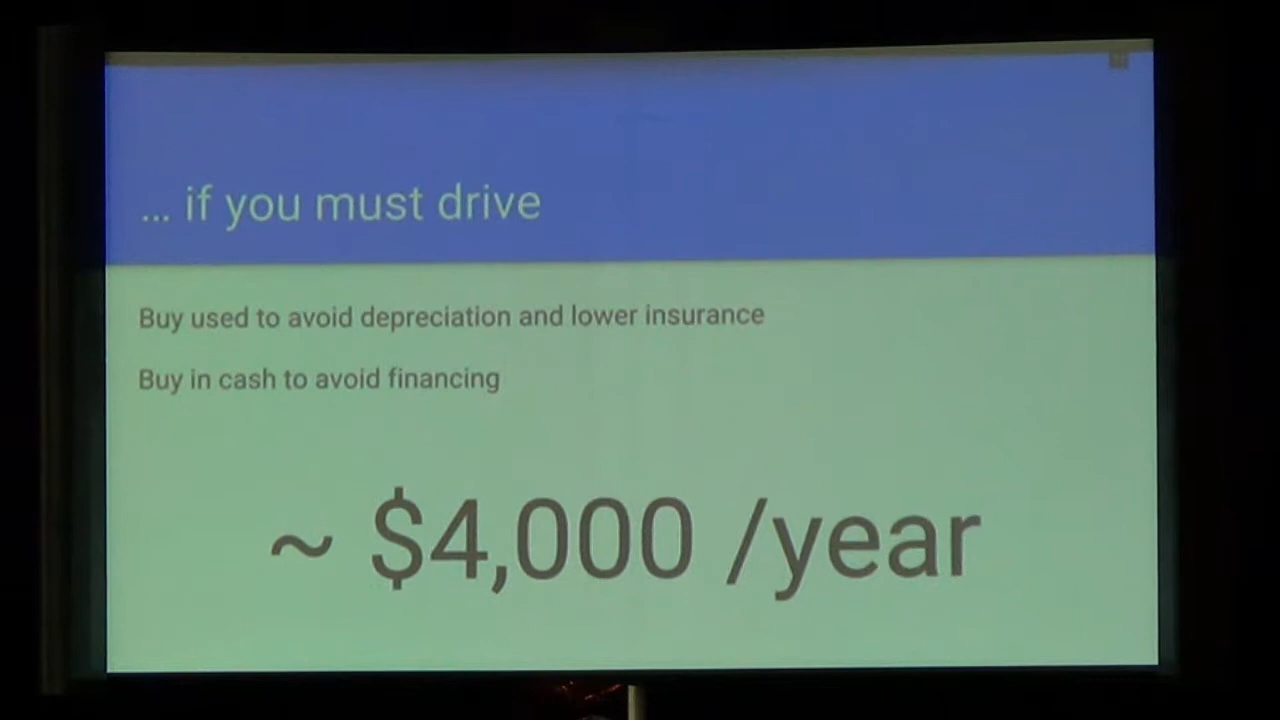 ... if you must drive
Buy used to avoid depreciation and lower insurance
Buy in cash to avoid financing
~ $4,000 /year